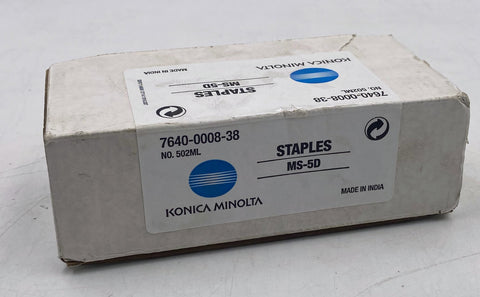 KONICA MINOLTA
7640-0008-38
NO. 502ML
STAPLES
MS-5D
MADE IN INDIA
7640-0008-38
NO. 502ML
KONICA MINOLTA
STAPLES
MS-5D
MADE IN INDIA